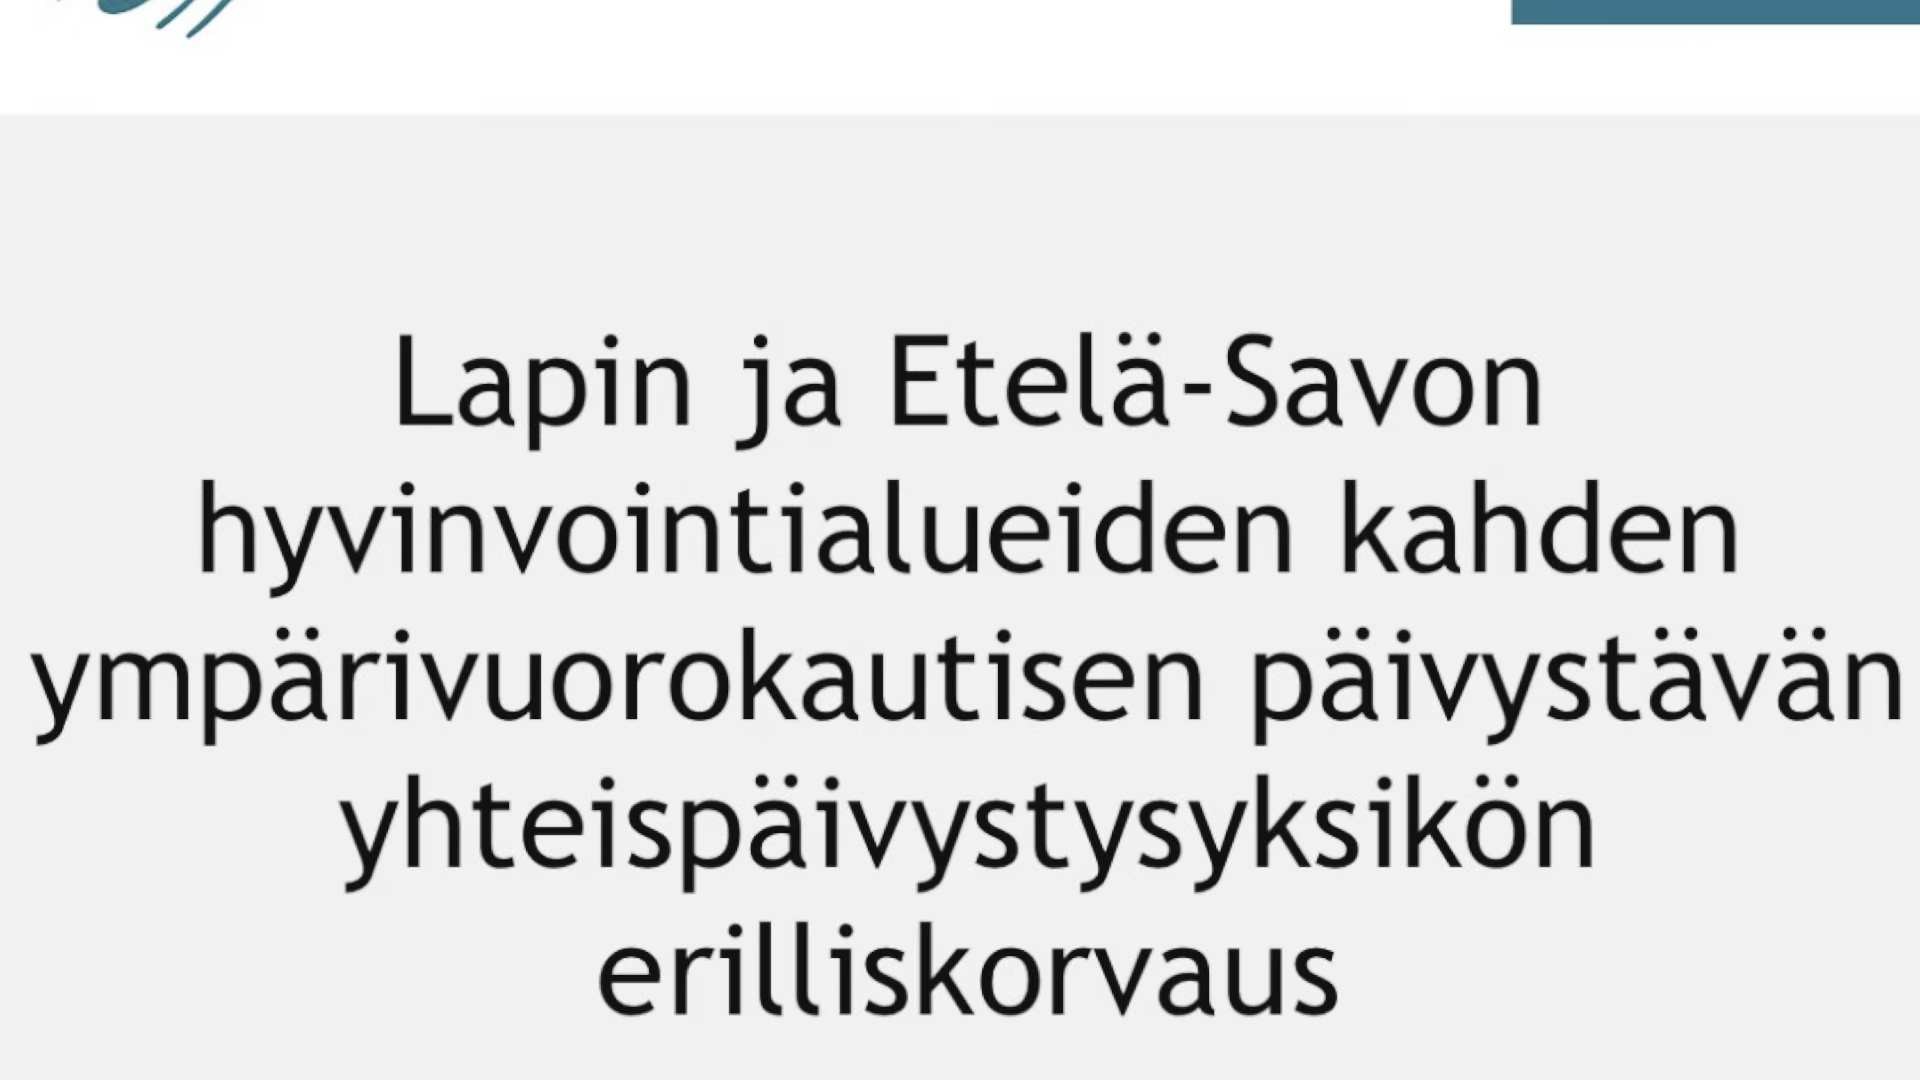 Lapin ja Etelä-Savon
hyvinvointialueiden kahden
ympärivuorokautisen päivystävän
yhteispäivystysyksikön
erilliskorvaus